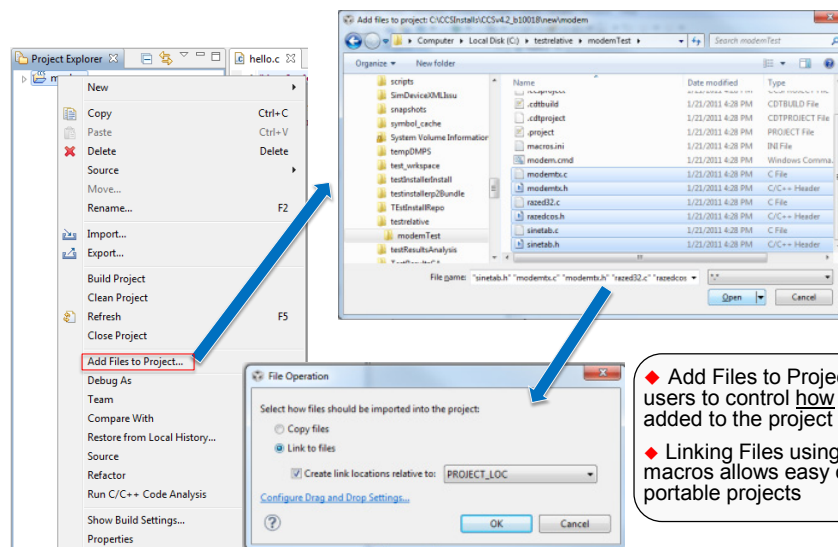 Project Explorer
hello.c
m
New
Copy Ctrl+C
Paste Ctrl+V
Delete Delete
Source
Move...
Rename... F2
Import...
Export...
Build Project
Clean Project
Refresh F5
Close Project
Add Files to Project...
Debug As
Team
Compare With
Restore from Local History...
Source
Refactor
Run C/C++ Code Analysis
Show Build Settings...
Properties
Add files to project: C:\CCSInstalls\CCSv4.2_b10018\new\modem
Computer Local Disk (C:) testrelative modemTest
Search modemTest
Organize New folder
scripts
SimDeviceXMLIssu
snapshots
symbol_cache
System Volume Information
tempDMPS
test_wrkspace
testInstallerInstall
testinstallerp2Bundle
TEstInstallRepo
testrelative
modemTest
testResultsAnalysis
Name Date modified Type
.cdtbuild 1/21/2011 4:28 PM CDTBUILD File
.cdtproject 1/21/2011 4:28 PM CDTPROJECT File
.project 1/21/2011 4:28 PM PROJECT File
macros.ini 1/21/2011 4:28 PM INI File
modem.cmd 1/21/2011 4:28 PM Windows Comma.
modemtx.c 1/21/2011 4:28 PM C File
modemtx.h 1/21/2011 4:28 PM C/C++ Header
razed32.c 1/21/2011 4:28 PM C File
razedcos.h 1/21/2011 4:28 PM C/C++ Header
sinetab.c 1/21/2011 4:28 PM C File
sinetab.h 1/21/2011 4:28 PM C/C++ Header
File name: "sinetab.h" "modemtx.c" "modemtx.h" "razed32.c" "razedcos
*.*
Open Cancel
File Operation
Select how files should be imported into the project:
Copy files
Link to files
Create link locations relative to: PROJECT_LOC
Configure Drag and Drop Settings...
OK Cancel
◆ Add Files to Projec
users to control how
added to the project
◆ Linking Files using
macros allows easy
portable projects